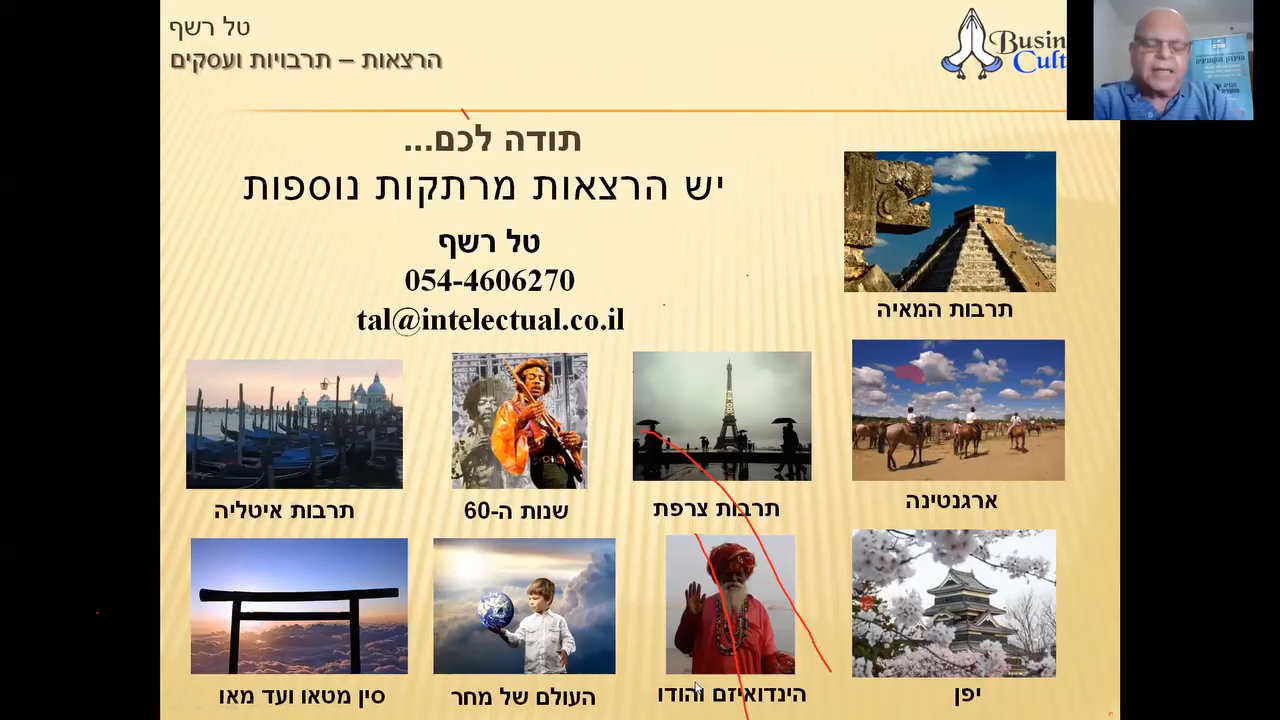 טל רשף
הרצאות – תרבויות ועסקים
Busin
Cult
תודה לכם...
יש הרצאות מרתקות נוספות
טל רשף
054-4606270
tal@intelectual.co.il
תרבות המאיה
ארגנטינה
תרבות צרפת
שנות ה-60
תרבות איטליה
יפן
הינדואיזם והודו
העולם של מחר
סין מטאו ועד מאו